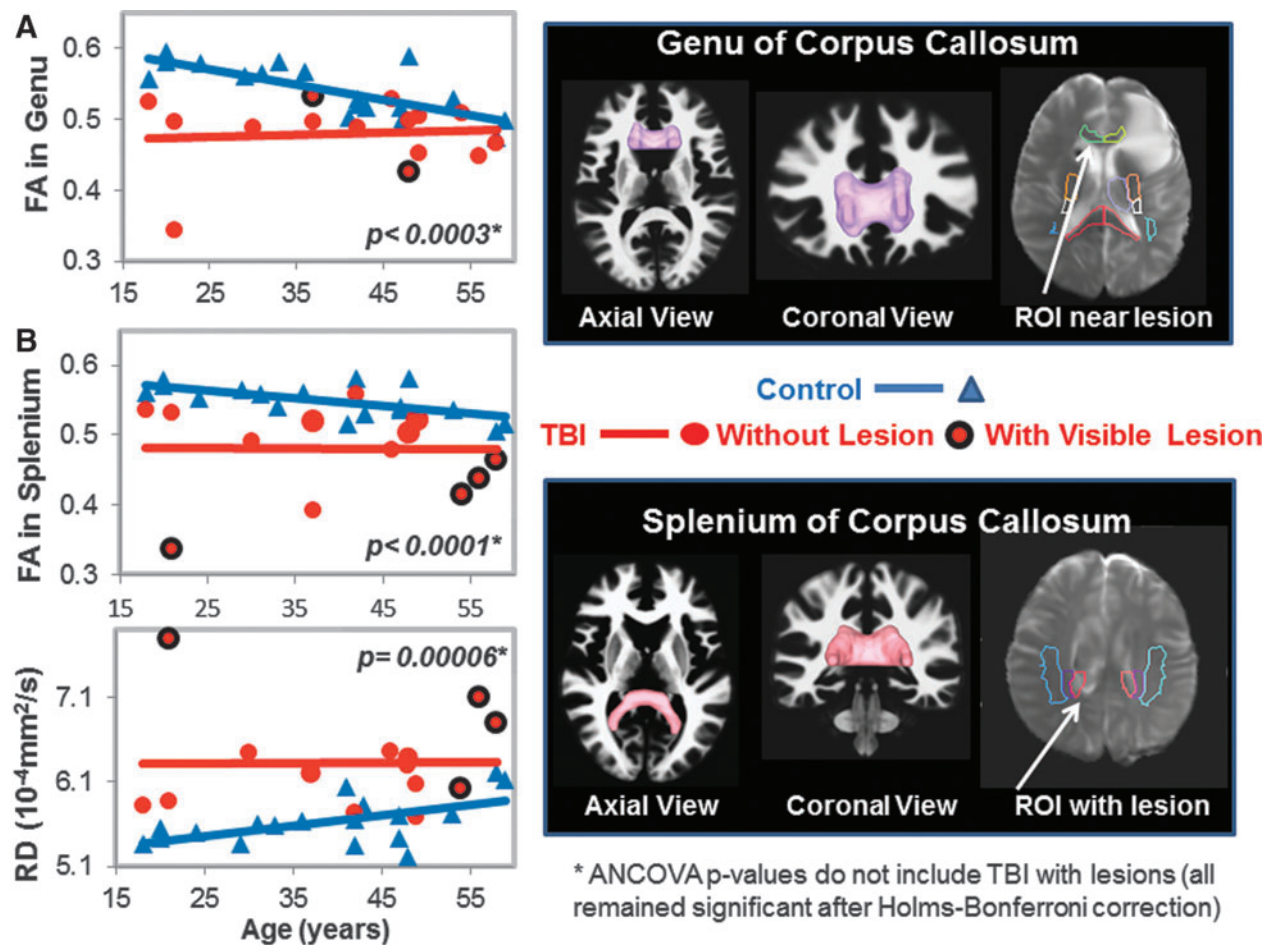 A
FA in Genu
0.6
0.5
0.4
0.3
p< 0.0003*
15 25 35 45 55
Genu of Corpus Callosum
Axial View
Coronal View
ROI near lesion
B
FA in Splenium
0.6
0.5
0.4
0.3
p< 0.0001*
15 25 35 45 55
Control
TBI Without Lesion With Visible Lesion
RD (10-4mm2/s)
7.1
6.1
5.1
p= 0.00006*
15 25 35 45 55
Age (years)
Splenium of Corpus Callosum
Axial View
Coronal View
ROI with lesion
* ANCOVA p-values do not include TBI with lesions (all
remained significant after Holms-Bonferroni correction)